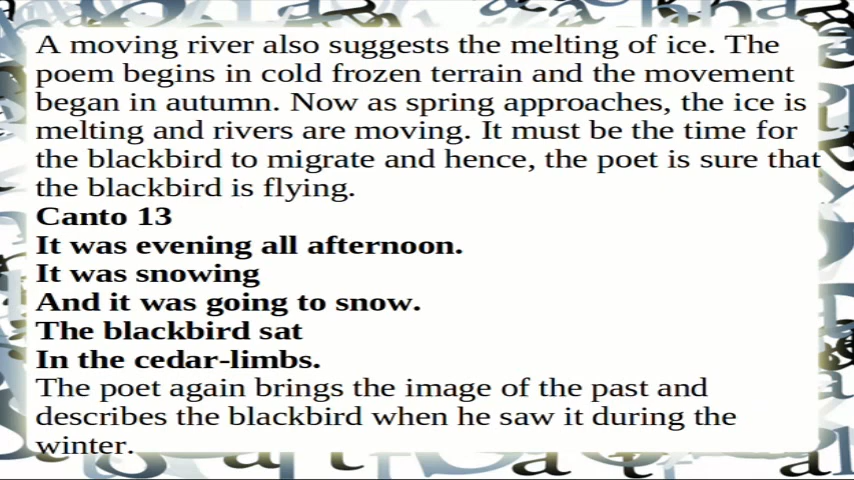 A moving river also suggests the melting of ice. The
poem begins in cold frozen terrain and the movement
began in autumn. Now as spring approaches, the ice is
melting and rivers are moving. It must be the time for
the blackbird to migrate and hence, the poet is sure that
the blackbird is flying.
Canto 13
It was evening all afternoon.
It was snowing
And it was going to snow.
The blackbird sat
In the cedar-limbs.
The poet again brings the image of the past and
describes the blackbird when he saw it during the
winter.